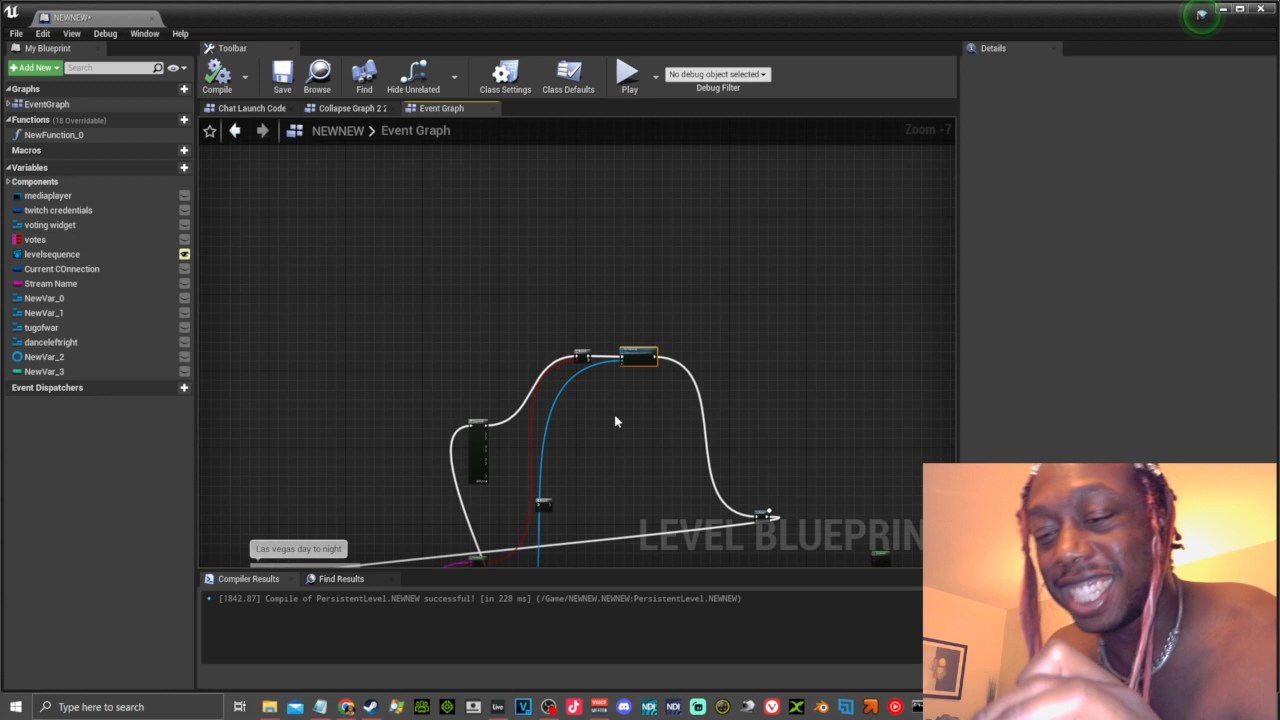 NEWNEW*
File Edit View Debug Window Help
My Blueprint
Toolbar
Details
Add New
Search
Compile
Save
Browse
Find
Hide Unrelated
Class Settings
Class Defaults
Play
No debug object selected
Debug Filter
Graphs
EventGraph
Functions (18 Overridable)
NewFunction_0
Macros
Variables
Components
mediaplayer
twitch credentials
voting widget
votes
levelsequence
Current COnnection
Stream Name
NewVar_0
NewVar_1
tugofwar
danceleftright
NewVar_2
NewVar_3
Event Dispatchers
Chat Launch Code
Collapse Graph 2 2
Event Graph
NEWNEW > Event Graph
Zoom -7
Las vegas day to night
LEVEL BLUEPRIN
Compiler Results
Find Results
[1842.87] Compile of PersistentLevel.NEWNEW successful! [in 228 ms] (/Game/NEWNEW.NEWNEW:PersistentLevel.NEWNEW)
Type here to search
Live